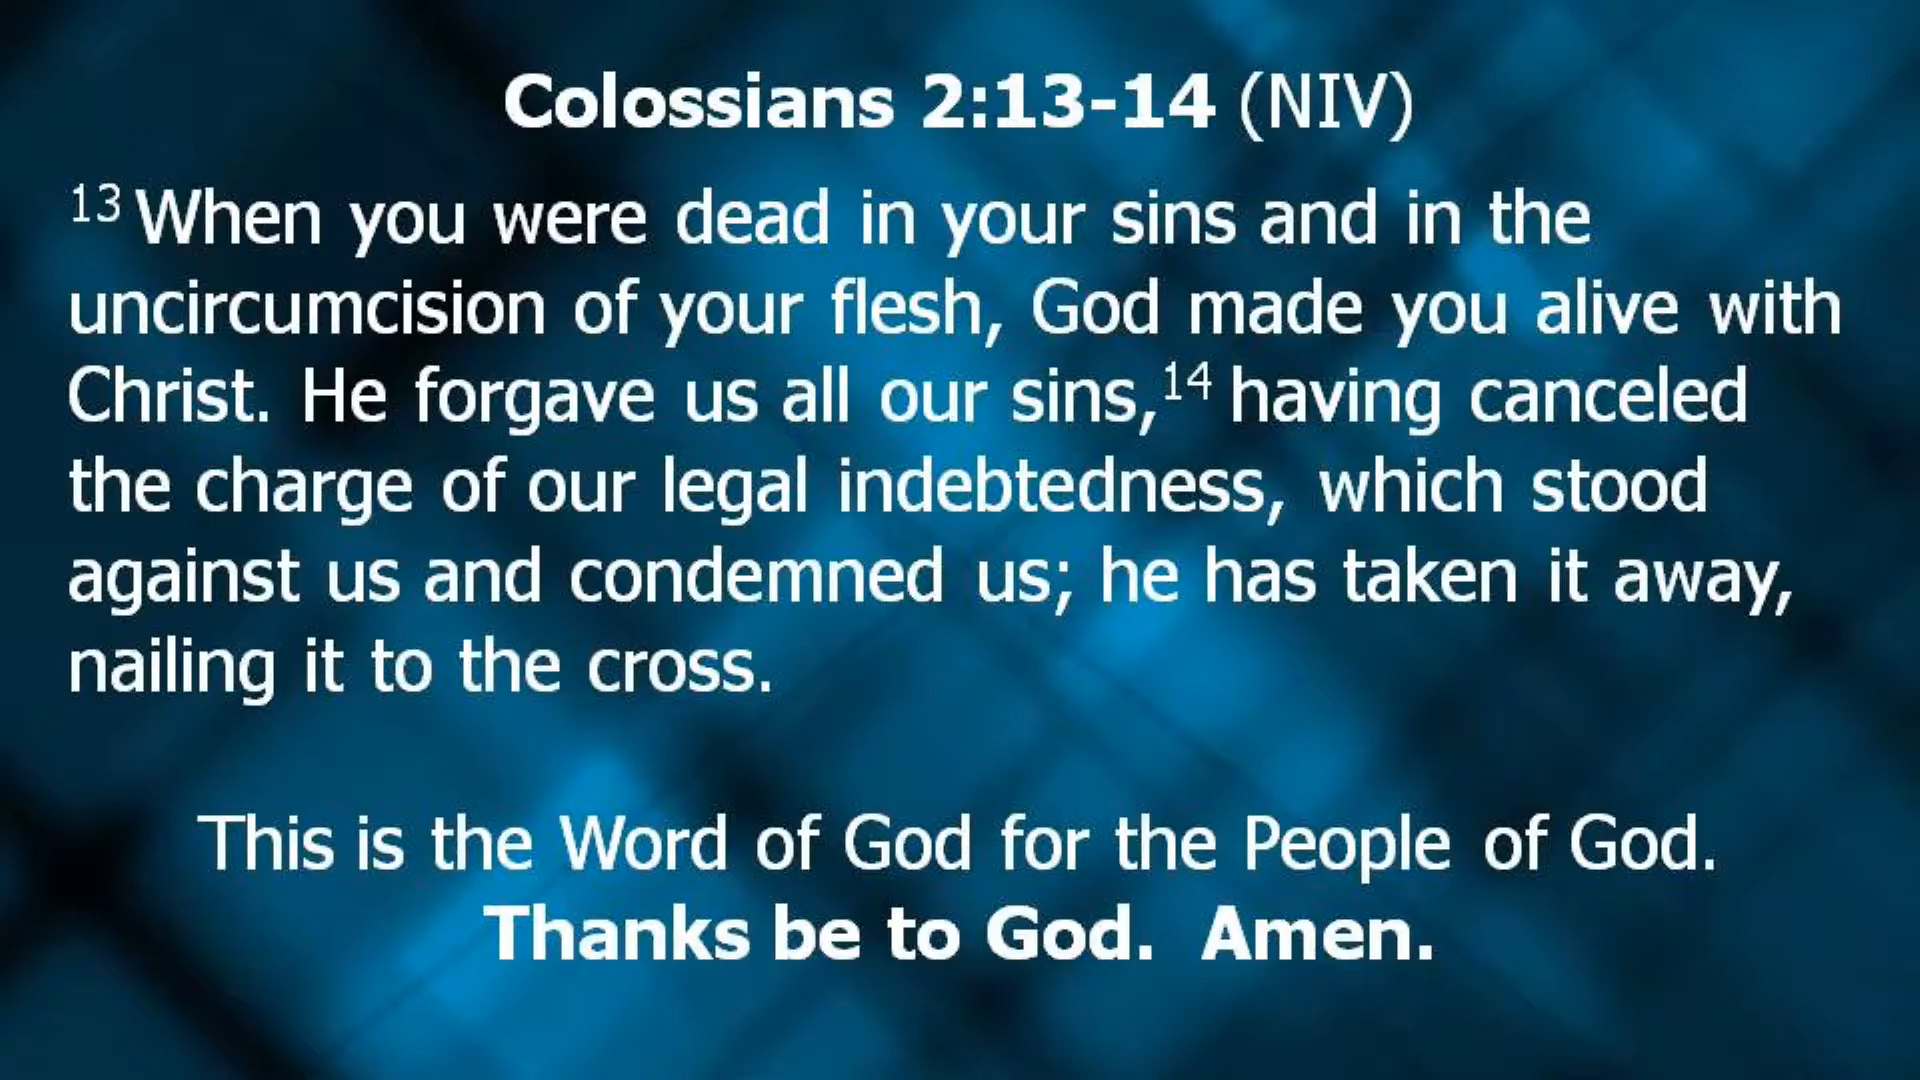 Colossians 2:13-14 (NIV)
13 When you were dead in your sins and in the
uncircumcision of your flesh, God made you alive with
Christ. He forgave us all our sins,14 having canceled
the charge of our legal indebtedness, which stood
against us and condemned us; he has taken it away,
nailing it to the cross.
This is the Word of God for the People of God.
Thanks be to God. Amen.